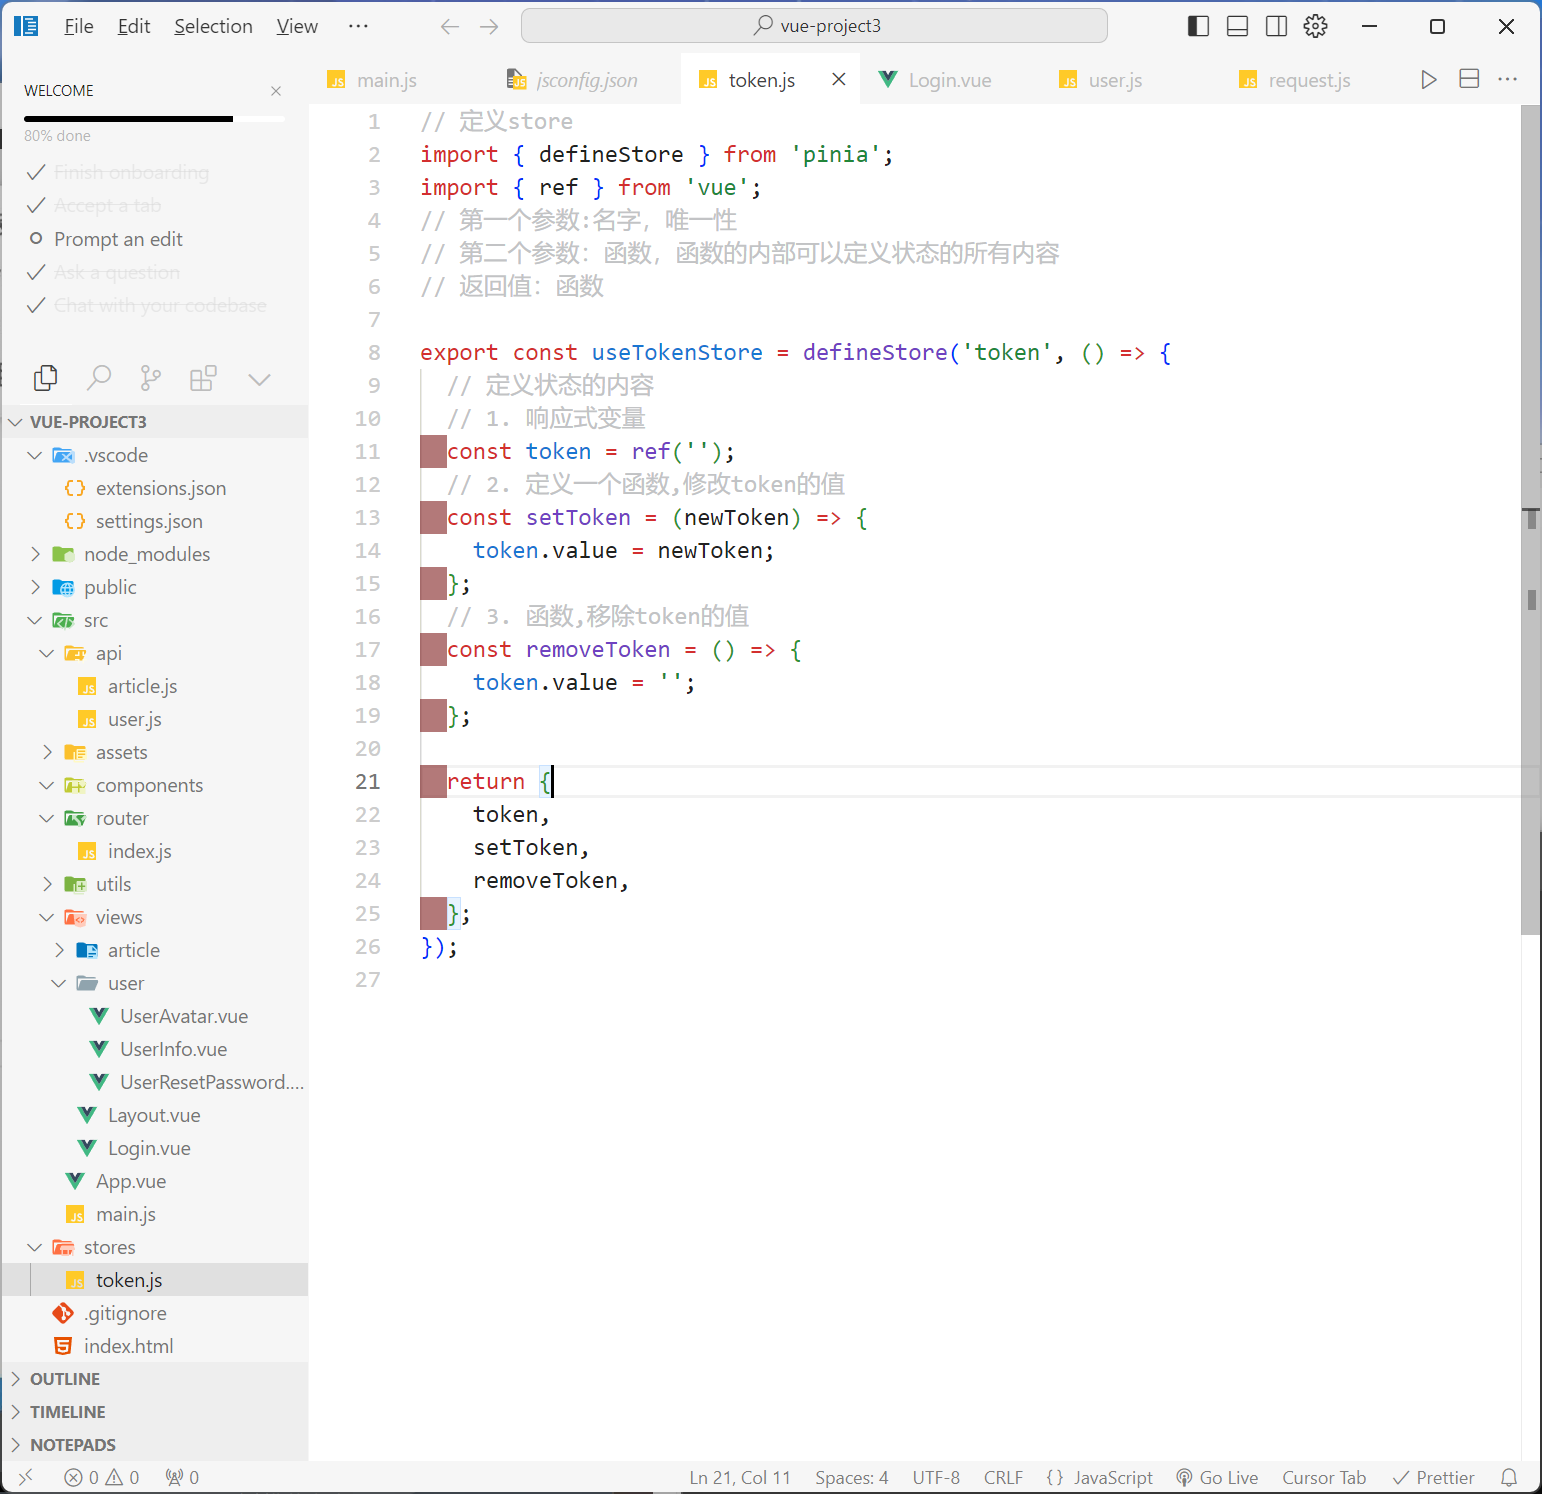 File Edit Selection View ··· vue-project3
WELCOME
80% done
Finish onboarding
Accept a tab
Prompt an edit
Ask a question
Chat with your codebase
VUE-PROJECT3
.vscode
extensions.json
settings.json
node_modules
public
src
api
article.js
user.js
assets
components
router
index.js
utils
views
article
user
UserAvatar.vue
UserInfo.vue
UserResetPassword....
Layout.vue
Login.vue
App.vue
main.js
stores
token.js
.gitignore
index.html
OUTLINE
TIMELINE
NOTEPADS
main.js jsconfig.json token.js Login.vue user.js request.js
1 // 定义store
2 import { defineStore } from 'pinia';
3 import { ref } from 'vue';
4 // 第一个参数:名字，唯一性
5 // 第二个参数：函数，函数的内部可以定义状态的所有内容
6 // 返回值：函数
7
8 export const useTokenStore = defineStore('token', () => {
9 // 定义状态的内容
10 // 1. 响应式变量
11 const token = ref('');
12 // 2. 定义一个函数,修改token的值
13 const setToken = (newToken) => {
14 token.value = newToken;
15 };
16 // 3. 函数,移除token的值
17 const removeToken = () => {
18 token.value = '';
19 };
20
21 return {
22 token,
23 setToken,
24 removeToken,
25 };
26 });
27
0 0 0 Ln 21, Col 11 Spaces: 4 UTF-8 CRLF {} JavaScript Go Live Cursor Tab Prettier